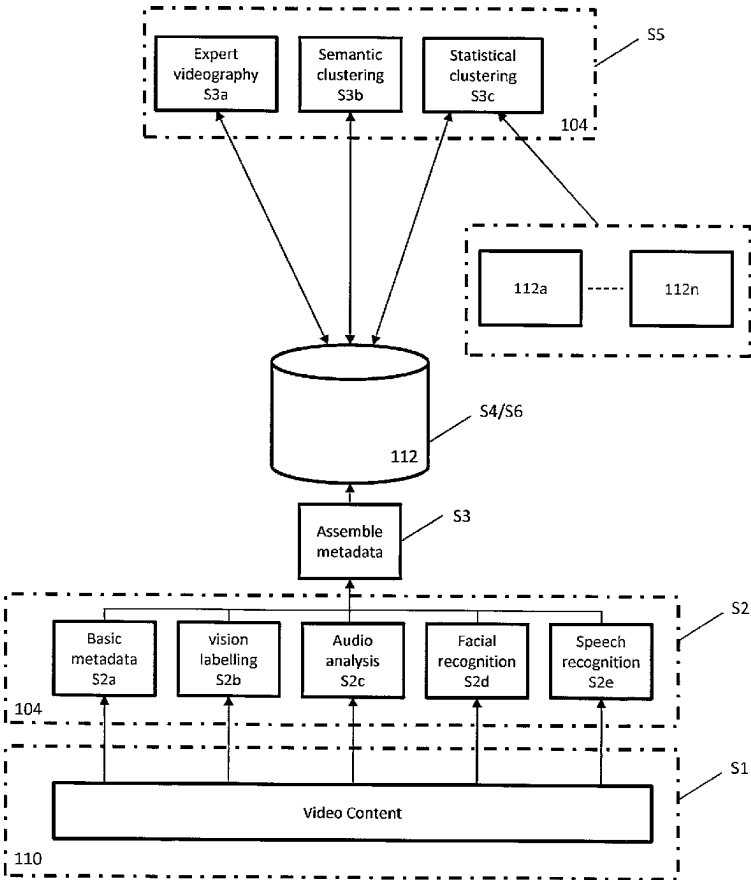 S5
Expert
videography
S3a
Semantic
clustering
S3b
Statistical
clustering
S3c
104
112a
112n
S4/S6
112
S3
Assemble
metadata
S2
Basic
metadata
S2a
vision
labelling
S2b
Audio
analysis
S2c
Facial
recognition
S2d
Speech
recognition
S2e
104
S1
Video Content
110